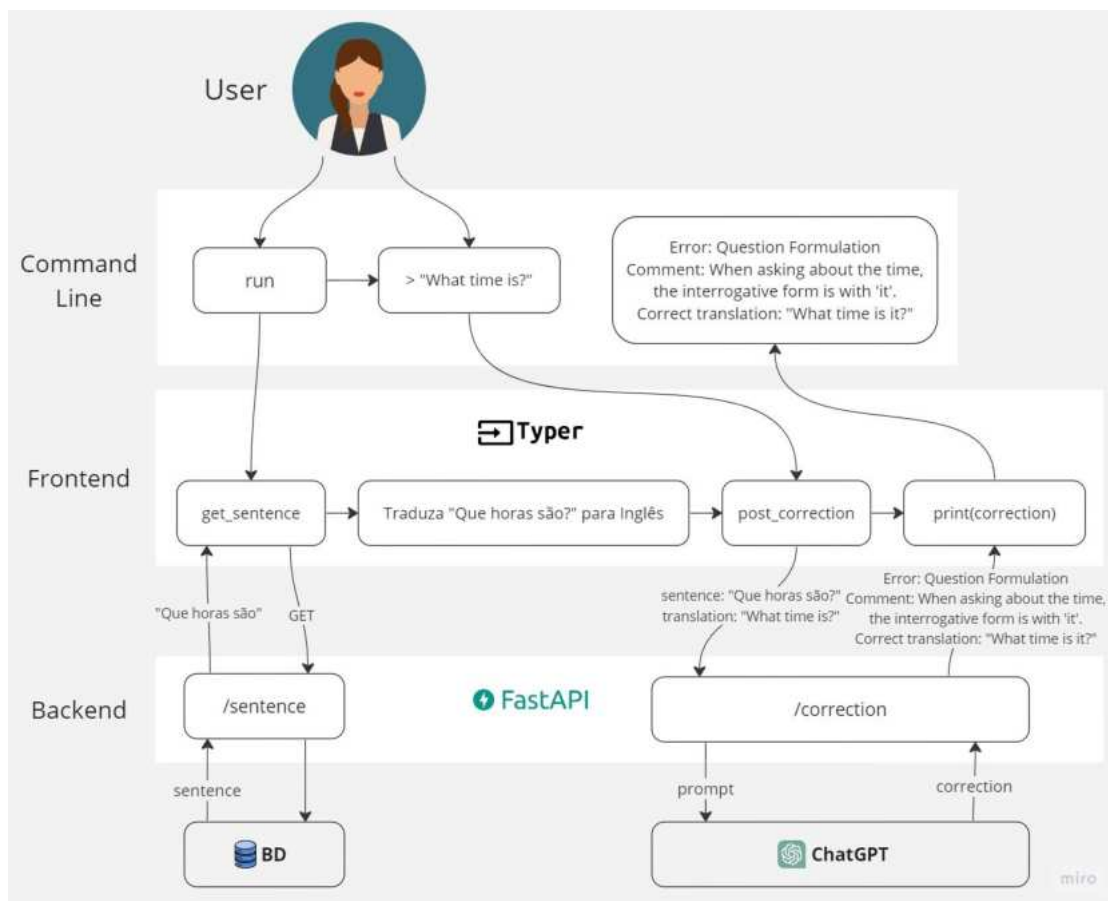 User
Command
Line
run
> "What time is?"
Error: Question Formulation
Comment: When asking about the time,
the interrogative form is with 'it'.
Correct translation: "What time is it?"
Typer
Frontend
get_sentence
Traduza "Que horas são?" para Inglês
post_correction
print(correction)
"Que horas são"
GET
sentence: "Que horas são?"
translation: "What time is?"
Error: Question Formulation
Comment: When asking about the time,
the interrogative form is with 'it'.
Correct translation: "What time is it?"
Backend
/sentence
FastAPI
/correction
sentence
prompt
correction
BD
ChatGPT
miro